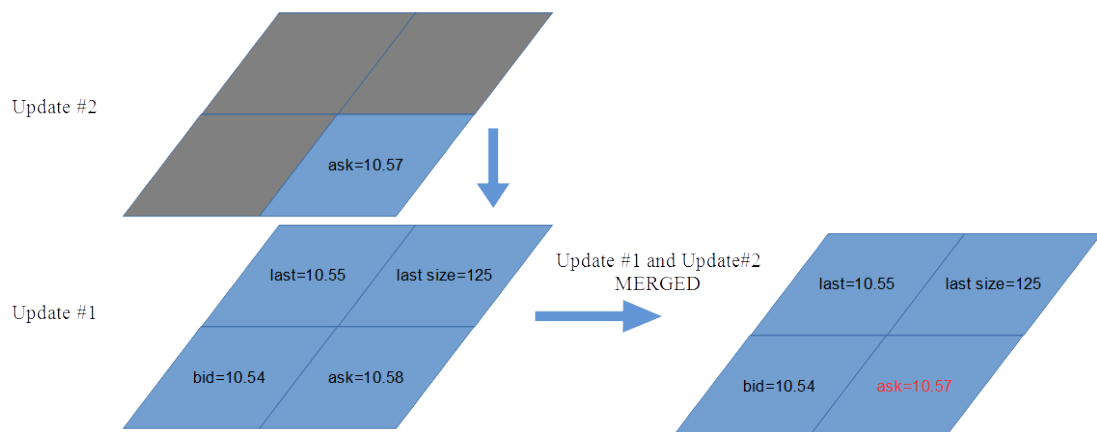 Update #2
ask=10.57
last=10.55
last size=125
Update #1
bid=10.54
ask=10.58
Update #1 and Update#2
MERGED
last=10.55
last size=125
bid=10.54
ask=10.57